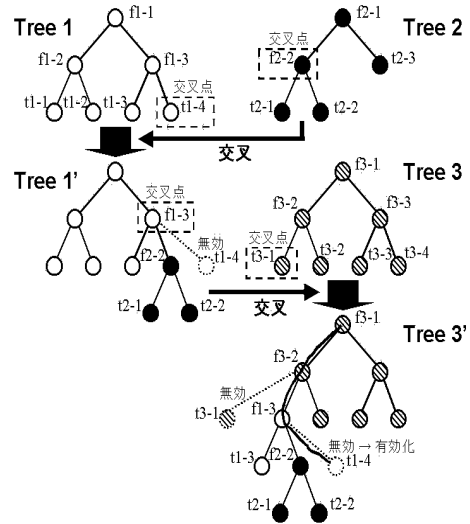 Tree 1
f1-1
f1-2
f1-3
交叉点
t1-1
t1-2
t1-3
t1-4
Tree 2
f2-1
交叉点
f2-2
t2-3
t2-1
t2-2
交叉
Tree 1’
交叉点
f1-3
無効
f2-2
t1-4
t2-1
t2-2
Tree 3
f3-1
f3-2
f3-3
交叉点
t3-1
t3-2
t3-3
t3-4
交叉
Tree 3’
f3-1
f3-2
無効
t3-1
f1-3
無効 → 有効化
t1-3
f2-2
t1-4
t2-1
t2-2